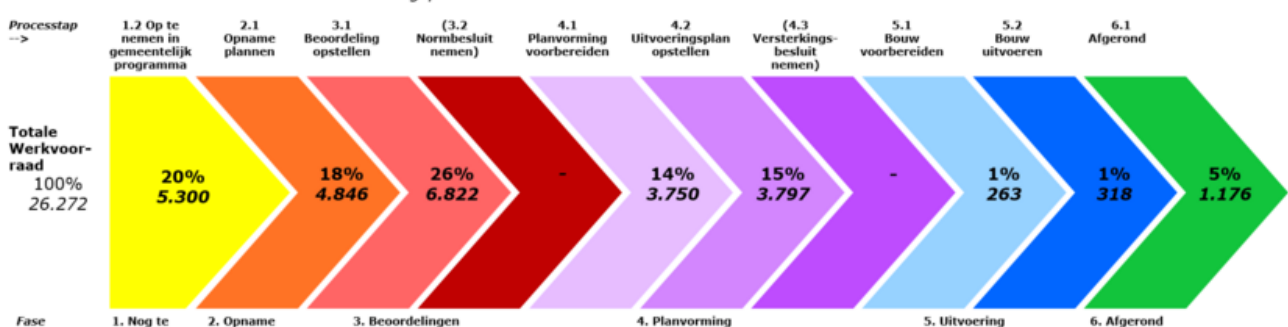 Processtap
-->
1.2 Op te
nemen in
gemeentelijk
programma
2.1
Opname
plannen
3.1
Beoordeling
opstellen
(3.2
Normbesluit
nemen)
4.1
Planvorming
voorbereiden
4.2
Uitvoeringsplan
opstellen
(4.3
Versterkings-
besluit
nemen)
5.1
Bouw
voorbereiden
5.2
Bouw
uitvoeren
6.1
Afgerond
Totale
Werkvoor-
raad
100%
26.272
20%
5.300
18%
4.846
26%
6.822
-
14%
3.750
15%
3.797
-
1%
263
1%
318
5%
1.176
Fase
1. Nog te
2. Opname
3. Beoordelingen
4. Planvorming
5. Uitvoering
6. Afgerond